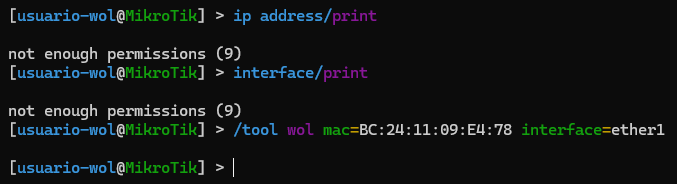 [usuario-wol@MikroTik] > ip address/print
not enough permissions (9)
[usuario-wol@MikroTik] > interface/print
not enough permissions (9)
[usuario-wol@MikroTik] > /tool wol mac=BC:24:11:09:E4:78 interface=ether1
[usuario-wol@MikroTik] >